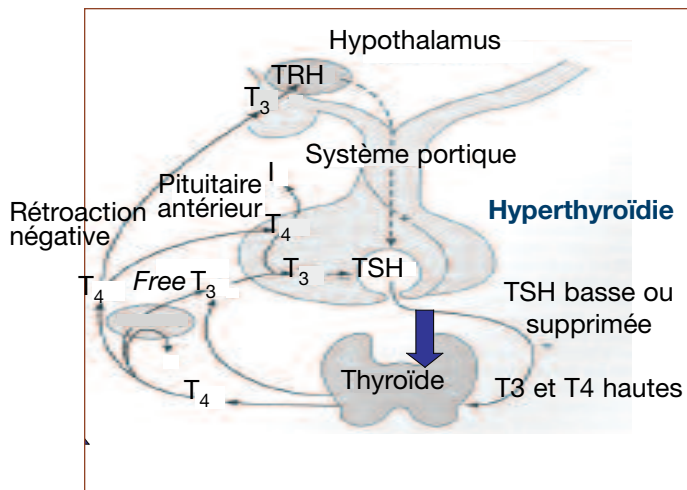 Hypothalamus
TRH
T3
Système portique
I
Pituitaire
antérieur
T4
Hyperthyroïdie
Rétroaction
négative
T4
Free T3
T3
TSH
TSH basse ou
supprimée
Thyroïde
T3 et T4 hautes
T4